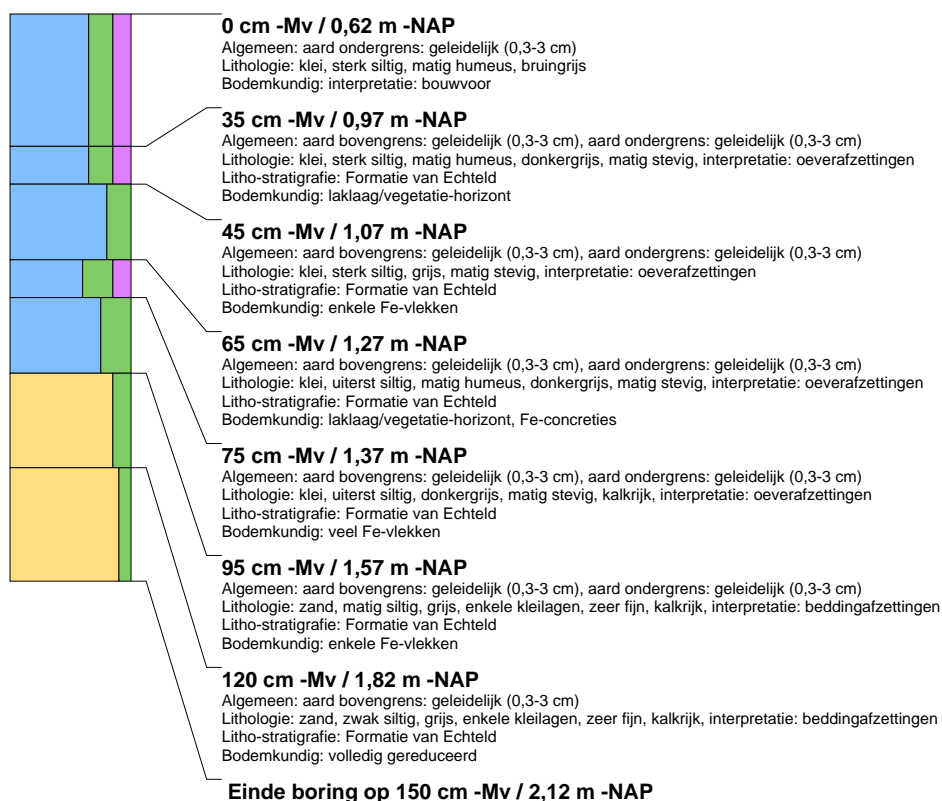 0 cm -Mv / 0,62 m -NAP
Algemeen: aard ondergrens: geleidelijk (0,3-3 cm)
Lithologie: klei, sterk siltig, matig humeus, bruingrijs
Bodemkundig: interpretatie: bouwvoor
35 cm -Mv / 0,97 m -NAP
Algemeen: aard bovengrens: geleidelijk (0,3-3 cm), aard ondergrens: geleidelijk (0,3-3 cm)
Lithologie: klei, sterk siltig, matig humeus, donkergrijs, matig stevig, interpretatie: oeverafzettingen
Litho-stratigrafie: Formatie van Echteld
Bodemkundig: laklaag/vegetatie-horizont
45 cm -Mv / 1,07 m -NAP
Algemeen: aard bovengrens: geleidelijk (0,3-3 cm), aard ondergrens: geleidelijk (0,3-3 cm)
Lithologie: klei, sterk siltig, grijs, matig stevig, interpretatie: oeverafzettingen
Litho-stratigrafie: Formatie van Echteld
Bodemkundig: enkele Fe-vlekken
65 cm -Mv / 1,27 m -NAP
Algemeen: aard bovengrens: geleidelijk (0,3-3 cm), aard ondergrens: geleidelijk (0,3-3 cm)
Lithologie: klei, uiterst siltig, matig humeus, donkergrijs, matig stevig, interpretatie: oeverafzettingen
Litho-stratigrafie: Formatie van Echteld
Bodemkundig: laklaag/vegetatie-horizont, Fe-concreties
75 cm -Mv / 1,37 m -NAP
Algemeen: aard bovengrens: geleidelijk (0,3-3 cm), aard ondergrens: geleidelijk (0,3-3 cm)
Lithologie: klei, uiterst siltig, donkergrijs, matig stevig, kalkrijk, interpretatie: oeverafzettingen
Litho-stratigrafie: Formatie van Echteld
Bodemkundig: veel Fe-vlekken
95 cm -Mv / 1,57 m -NAP
Algemeen: aard bovengrens: geleidelijk (0,3-3 cm), aard ondergrens: geleidelijk (0,3-3 cm)
Lithologie: zand, matig siltig, grijs, enkele kleilagen, zeer fijn, kalkrijk, interpretatie: beddingafzettingen
Litho-stratigrafie: Formatie van Echteld
Bodemkundig: enkele Fe-vlekken
120 cm -Mv / 1,82 m -NAP
Algemeen: aard bovengrens: geleidelijk (0,3-3 cm)
Lithologie: zand, zwak siltig, grijs, enkele kleilagen, zeer fijn, kalkrijk, interpretatie: beddingafzettingen
Litho-stratigrafie: Formatie van Echteld
Bodemkundig: volledig gereduceerd
Einde boring op 150 cm -Mv / 2,12 m -NAP